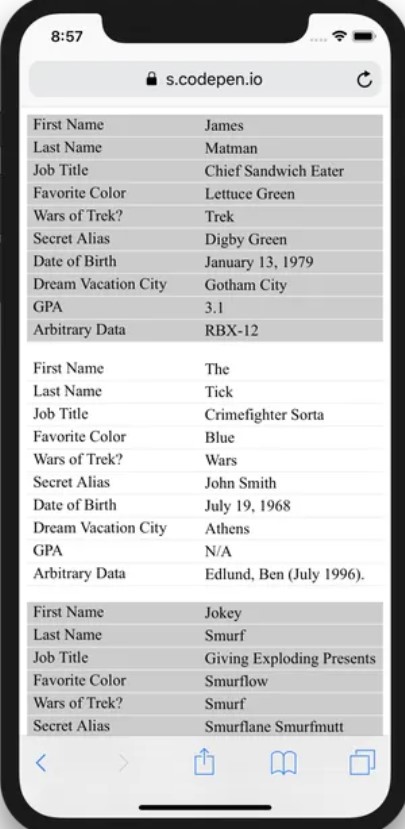 8:57
s.codepen.io
First Name James
Last Name Matman
Job Title Chief Sandwich Eater
Favorite Color Lettuce Green
Wars of Trek? Trek
Secret Alias Digby Green
Date of Birth January 13, 1979
Dream Vacation City Gotham City
GPA 3.1
Arbitrary Data RBX-12
First Name The
Last Name Tick
Job Title Crimefighter Sorta
Favorite Color Blue
Wars of Trek? Wars
Secret Alias John Smith
Date of Birth July 19, 1968
Dream Vacation City Athens
GPA N/A
Arbitrary Data Edlund, Ben (July 1996).
First Name Jokey
Last Name Smurf
Job Title Giving Exploding Presents
Favorite Color Smurflow
Wars of Trek? Smurf
Secret Alias Smurflane Smurfmutt